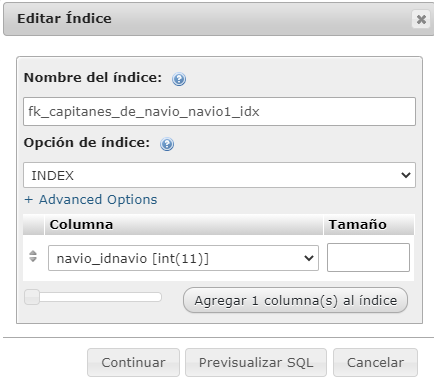 Editar Índice
Nombre del índice:
fk_capitanes_de_navio_navio1_idx
Opción de índice:
INDEX
+ Advanced Options
Columna Tamaño
navio_idnavio [int(11)]
Agregar 1 columna(s) al índice
Continuar Previsualizar SQL Cancelar